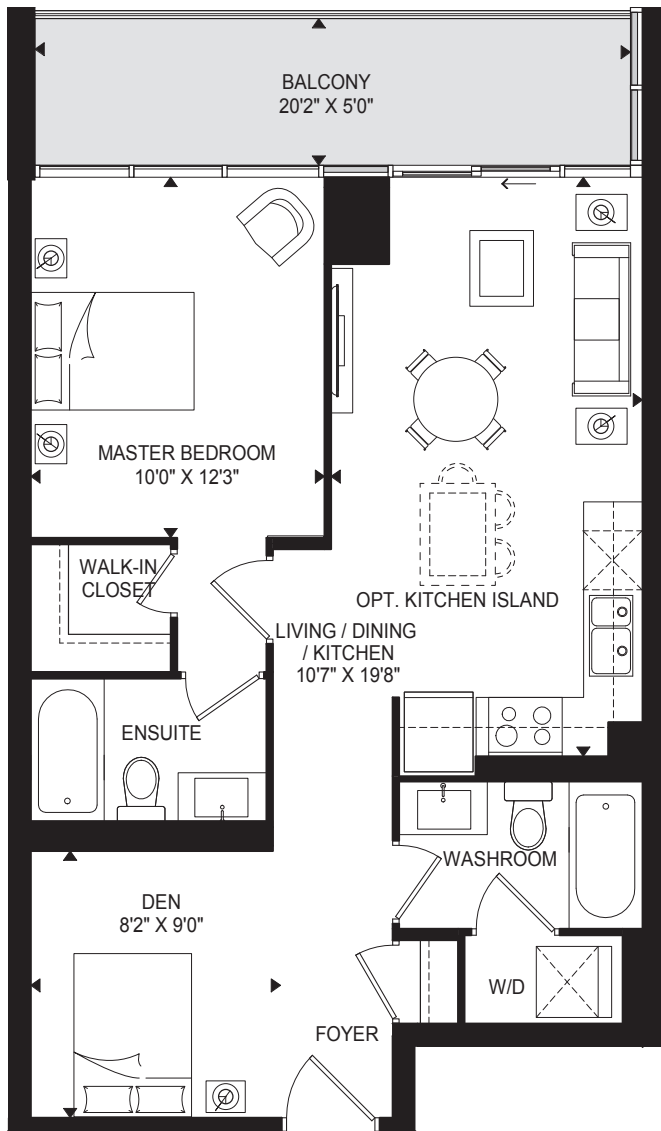 BALCONY
20'2" X 5'0"
MASTER BEDROOM
10'0" X 12'3"
WALK-IN
CLOSET
OPT. KITCHEN ISLAND
LIVING / DINING
/ KITCHEN
10'7" X 19'8"
ENSUITE
WASHROOM
DEN
8'2" X 9'0"
W/D
FOYER